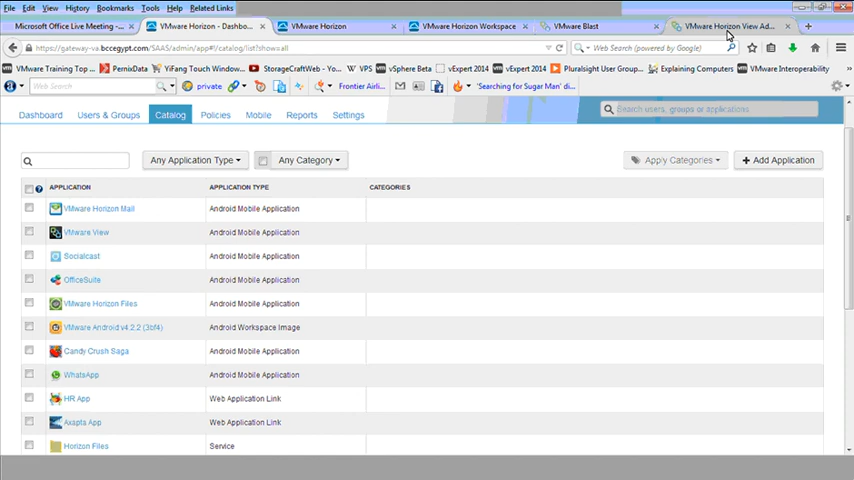 File Edit View History Bookmarks Tools Help Related Links
Microsoft Office Live Meeting -... × VMware Horizon - Dashbo... × VMware Horizon × VMware Horizon Workspace × VMware Blast × VMware Horizon View Ad... × +
https://gateway-va.bccegypt.com/SAAS/admin/app#/catalog/list?show=all Web Search (powered by Google)
VMware Training Top ... PernixData YiFang Touch Window... VPS vSphere Beta vExpert 2014 vExpert 2014 StorageCraftWeb - Yo... Pluralsight User Group... Explaining Computers VMware Interoperability
Web Search private Frontier Airli... 'Searching for Sugar Man' di...
Dashboard Users & Groups Catalog Policies Mobile Reports Settings Search users, groups or applications
Any Application Type Any Category Apply Categories + Add Application
APPLICATION APPLICATION TYPE CATEGORIES
VMware Horizon Mail Android Mobile Application
VMware View Android Mobile Application
Socialcast Android Mobile Application
OfficeSuite Android Mobile Application
VMware Horizon Files Android Mobile Application
VMware Android v4.2.2 (3bf4) Android Workspace Image
Candy Crush Saga Android Mobile Application
WhatsApp Android Mobile Application
HR App Web Application Link
Axapta App Web Application Link
Horizon Files Service